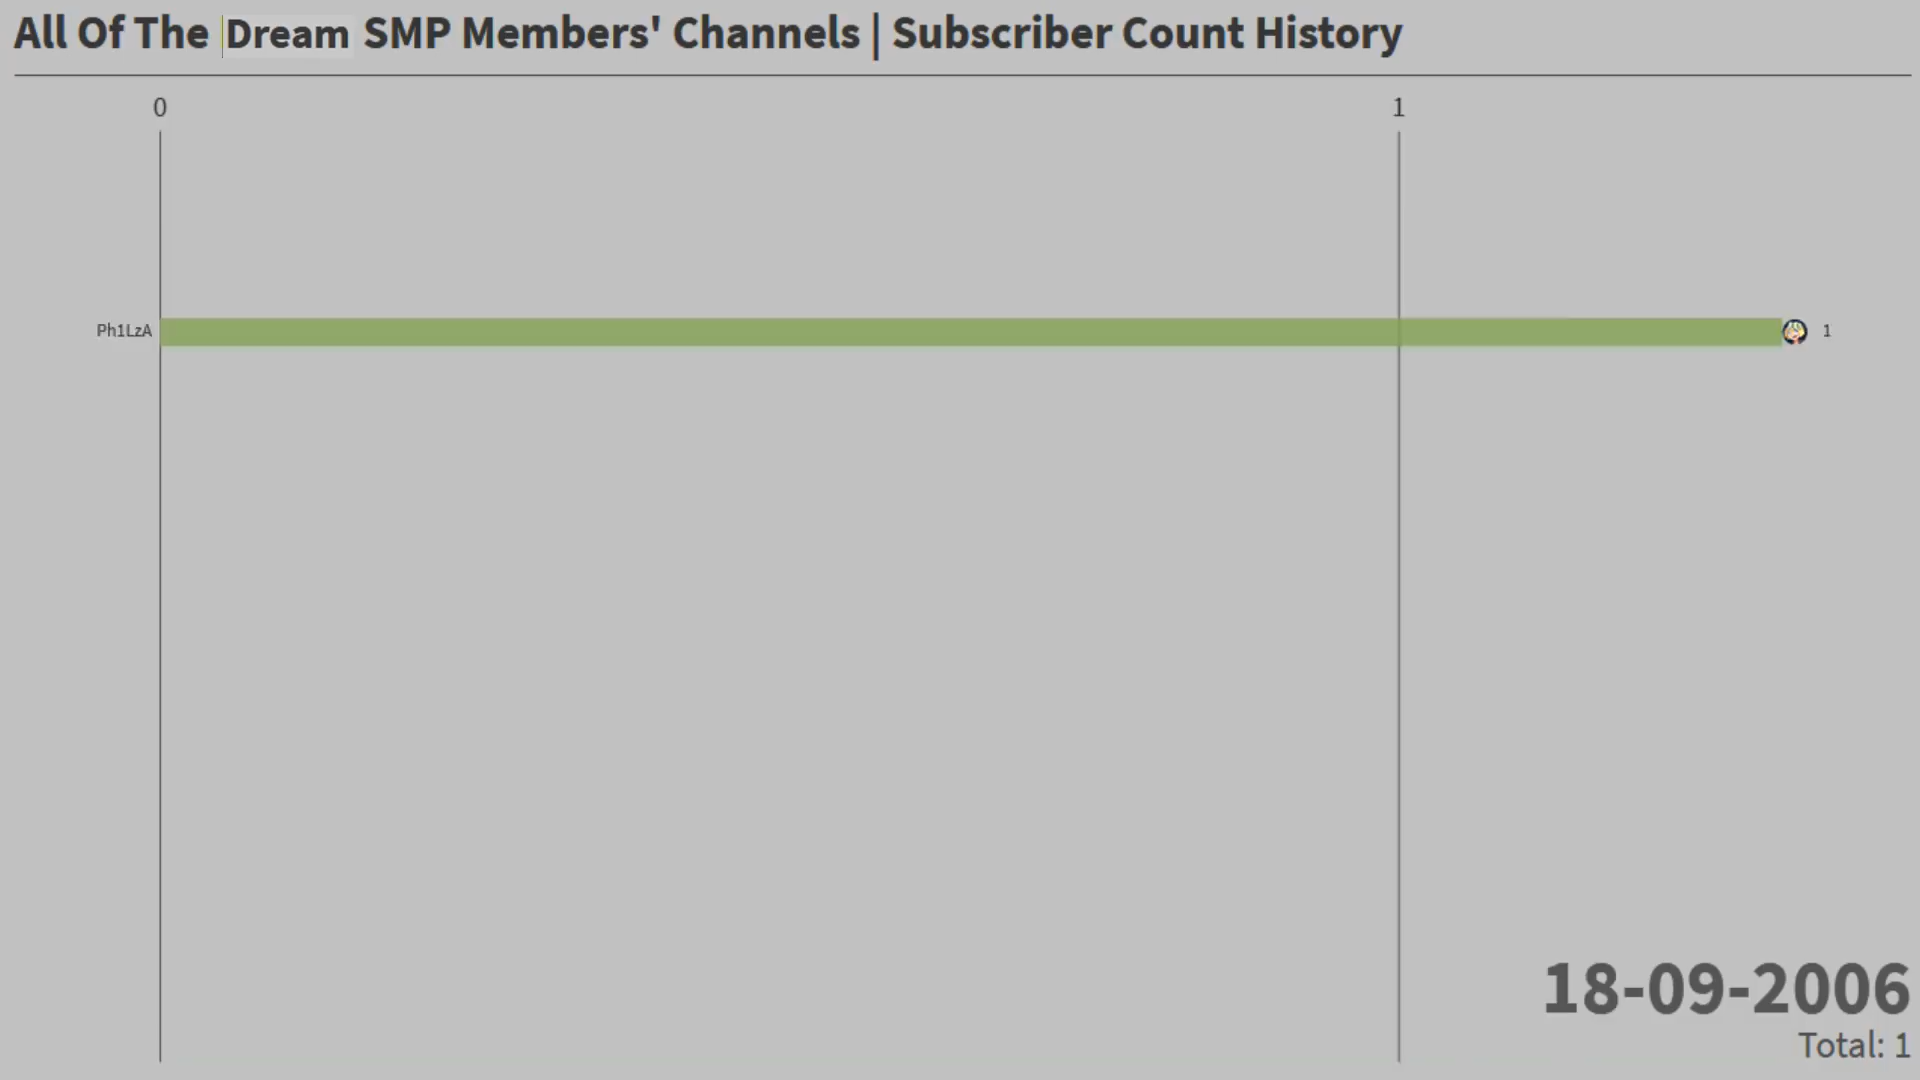 All Of The Dream SMP Members' Channels | Subscriber Count History
0 1
Ph1LzA 1
18-09-2006
Total: 1